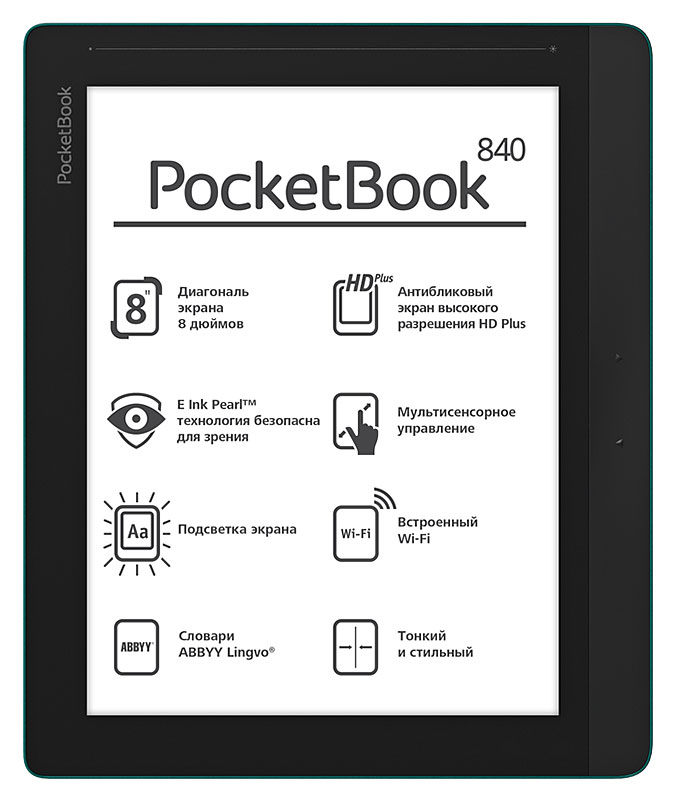 PocketBook
840
PocketBook
8"
Диагональ
экрана
8 дюймов
HD Plus
Антибликовый
экран высокого
разрешения HD Plus
E Ink Pearl™
технология безопасна
для зрения
Мультисенсорное
управление
Aa
Подсветка экрана
Wi-Fi
Встроенный
Wi-Fi
ABBYY
Словари
ABBYY Lingvo®
Тонкий
и стильный